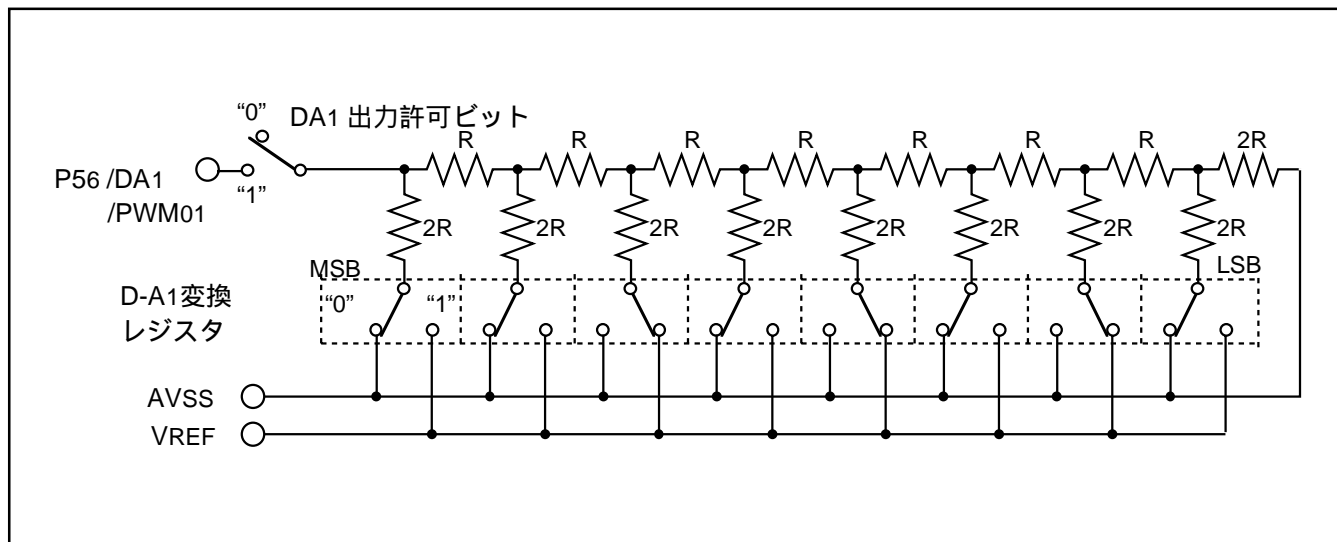 “0” DA1 出力許可ビット
R R R R R R R 2R
P56 /DA1
“1”
/PWM01
2R 2R 2R 2R 2R 2R 2R 2R
MSB LSB
D-A1変換
レジスタ
“0” “1”
AVSS
VREF